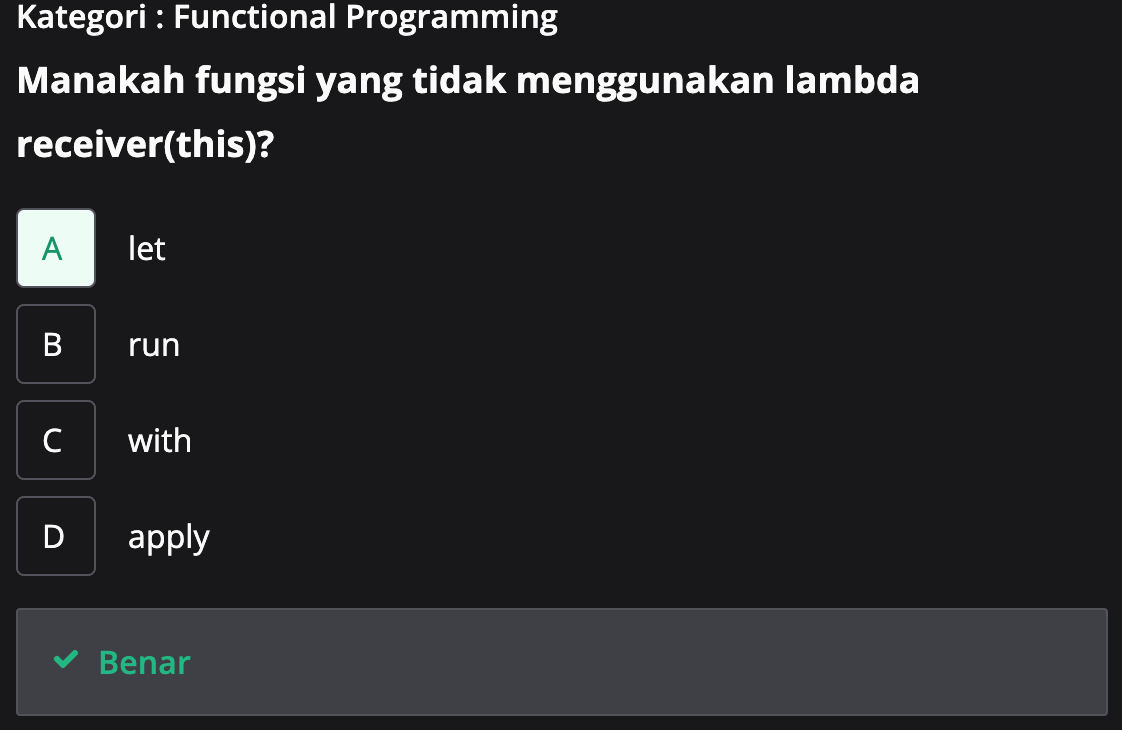 Kategori : Functional Programming
Manakah fungsi yang tidak menggunakan lambda
receiver(this)?
A let
B run
C with
D apply
✔ Benar